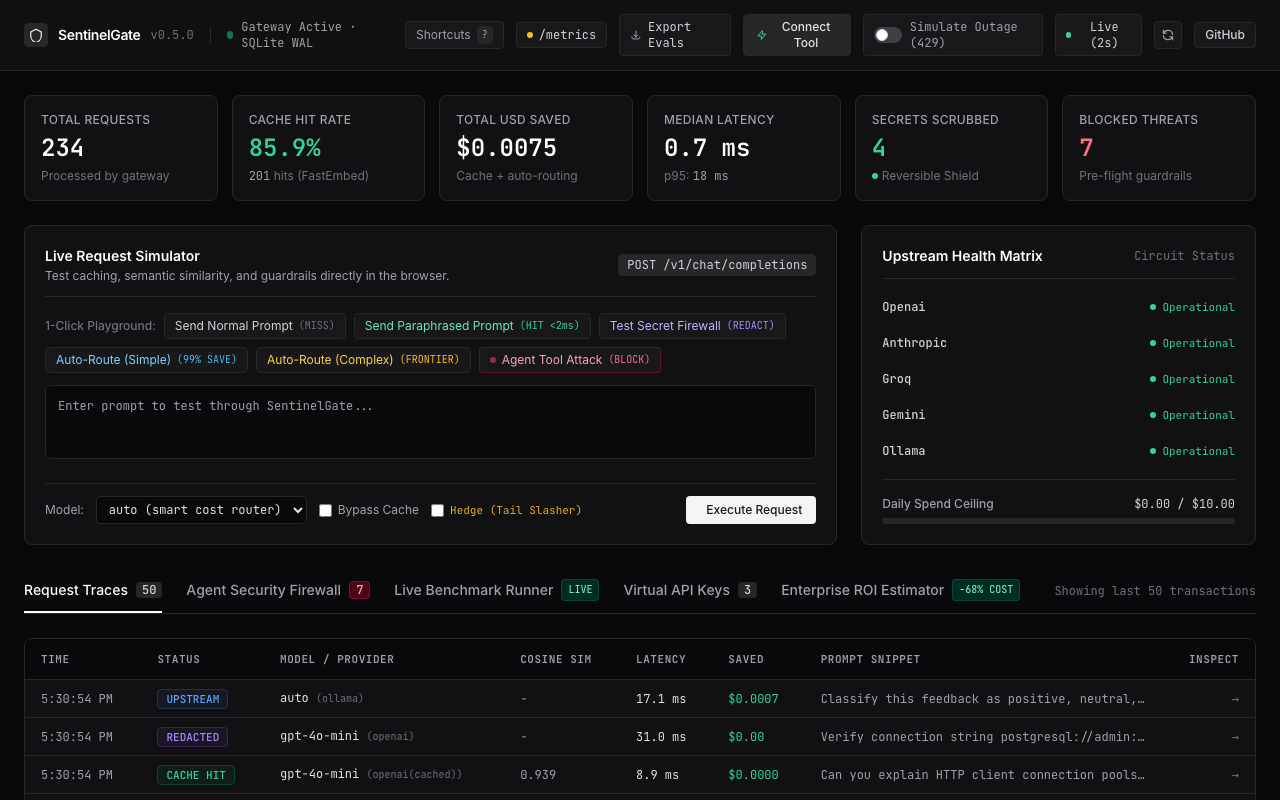 SentinelGate v0.5.0
Gateway Active · SQLite WAL
Shortcuts ?
/metrics
Export Evals
Connect Tool
Simulate Outage (429)
Live (2s)
GitHub
TOTAL REQUESTS
234
Processed by gateway
CACHE HIT RATE
85.9%
201 hits (FastEmbed)
TOTAL USD SAVED
$0.0075
Cache + auto-routing
MEDIAN LATENCY
0.7 ms
p95: 18 ms
SECRETS SCRUBBED
4
Reversible Shield
BLOCKED THREATS
7
Pre-flight guardrails
Live Request Simulator
Test caching, semantic similarity, and guardrails directly in the browser.
POST /v1/chat/completions
1-Click Playground: Send Normal Prompt (MISS) Send Paraphrased Prompt (HIT <2ms) Test Secret Firewall (REDACT)
Auto-Route (Simple) (99% SAVE) Auto-Route (Complex) (FRONTIER) Agent Tool Attack (BLOCK)
Enter prompt to test through SentinelGate...
Model: auto (smart cost router) Bypass Cache Hedge (Tail Slasher) Execute Request
Upstream Health Matrix Circuit Status
Openai Operational
Anthropic Operational
Groq Operational
Gemini Operational
Ollama Operational
Daily Spend Ceiling $0.00 / $10.00
Request Traces 50 Agent Security Firewall 7 Live Benchmark Runner LIVE Virtual API Keys 3 Enterprise ROI Estimator -68% COST Showing last 50 transactions
TIME STATUS MODEL / PROVIDER COSINE SIM LATENCY SAVED PROMPT SNIPPET INSPECT
5:30:54 PM UPSTREAM auto (ollama) - 17.1 ms $0.0007 Classify this feedback as positive, neutral,… →
5:30:54 PM REDACTED gpt-4o-mini (openai) - 31.0 ms $0.00 Verify connection string postgresql://admin:… →
5:30:54 PM CACHE HIT gpt-4o-mini (openai(cached)) 0.939 8.9 ms $0.0000 Can you explain HTTP client connection pools… →